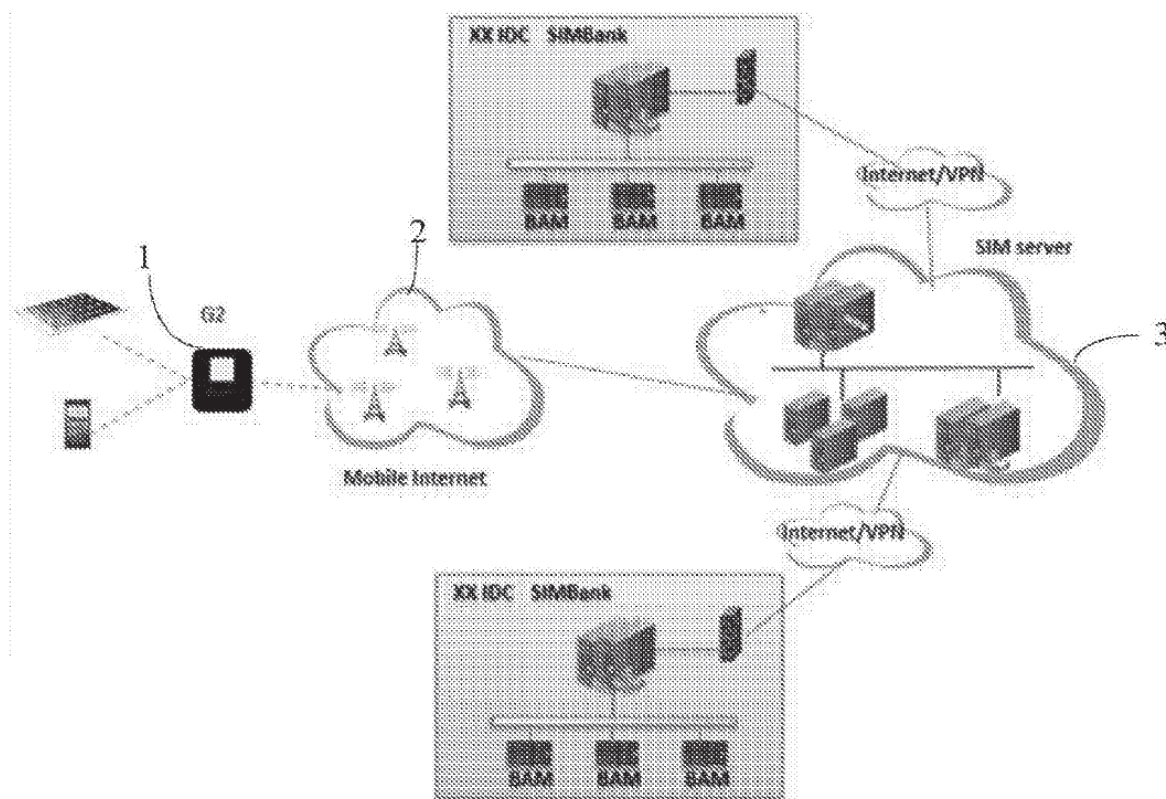 XX IDC SIMBank
BAM BAM BAM
Internet/VPN
SIM server
2
1
G2
3
Mobile Internet
Internet/VPN
XX IDC SIMBank
BAM BAM BAM